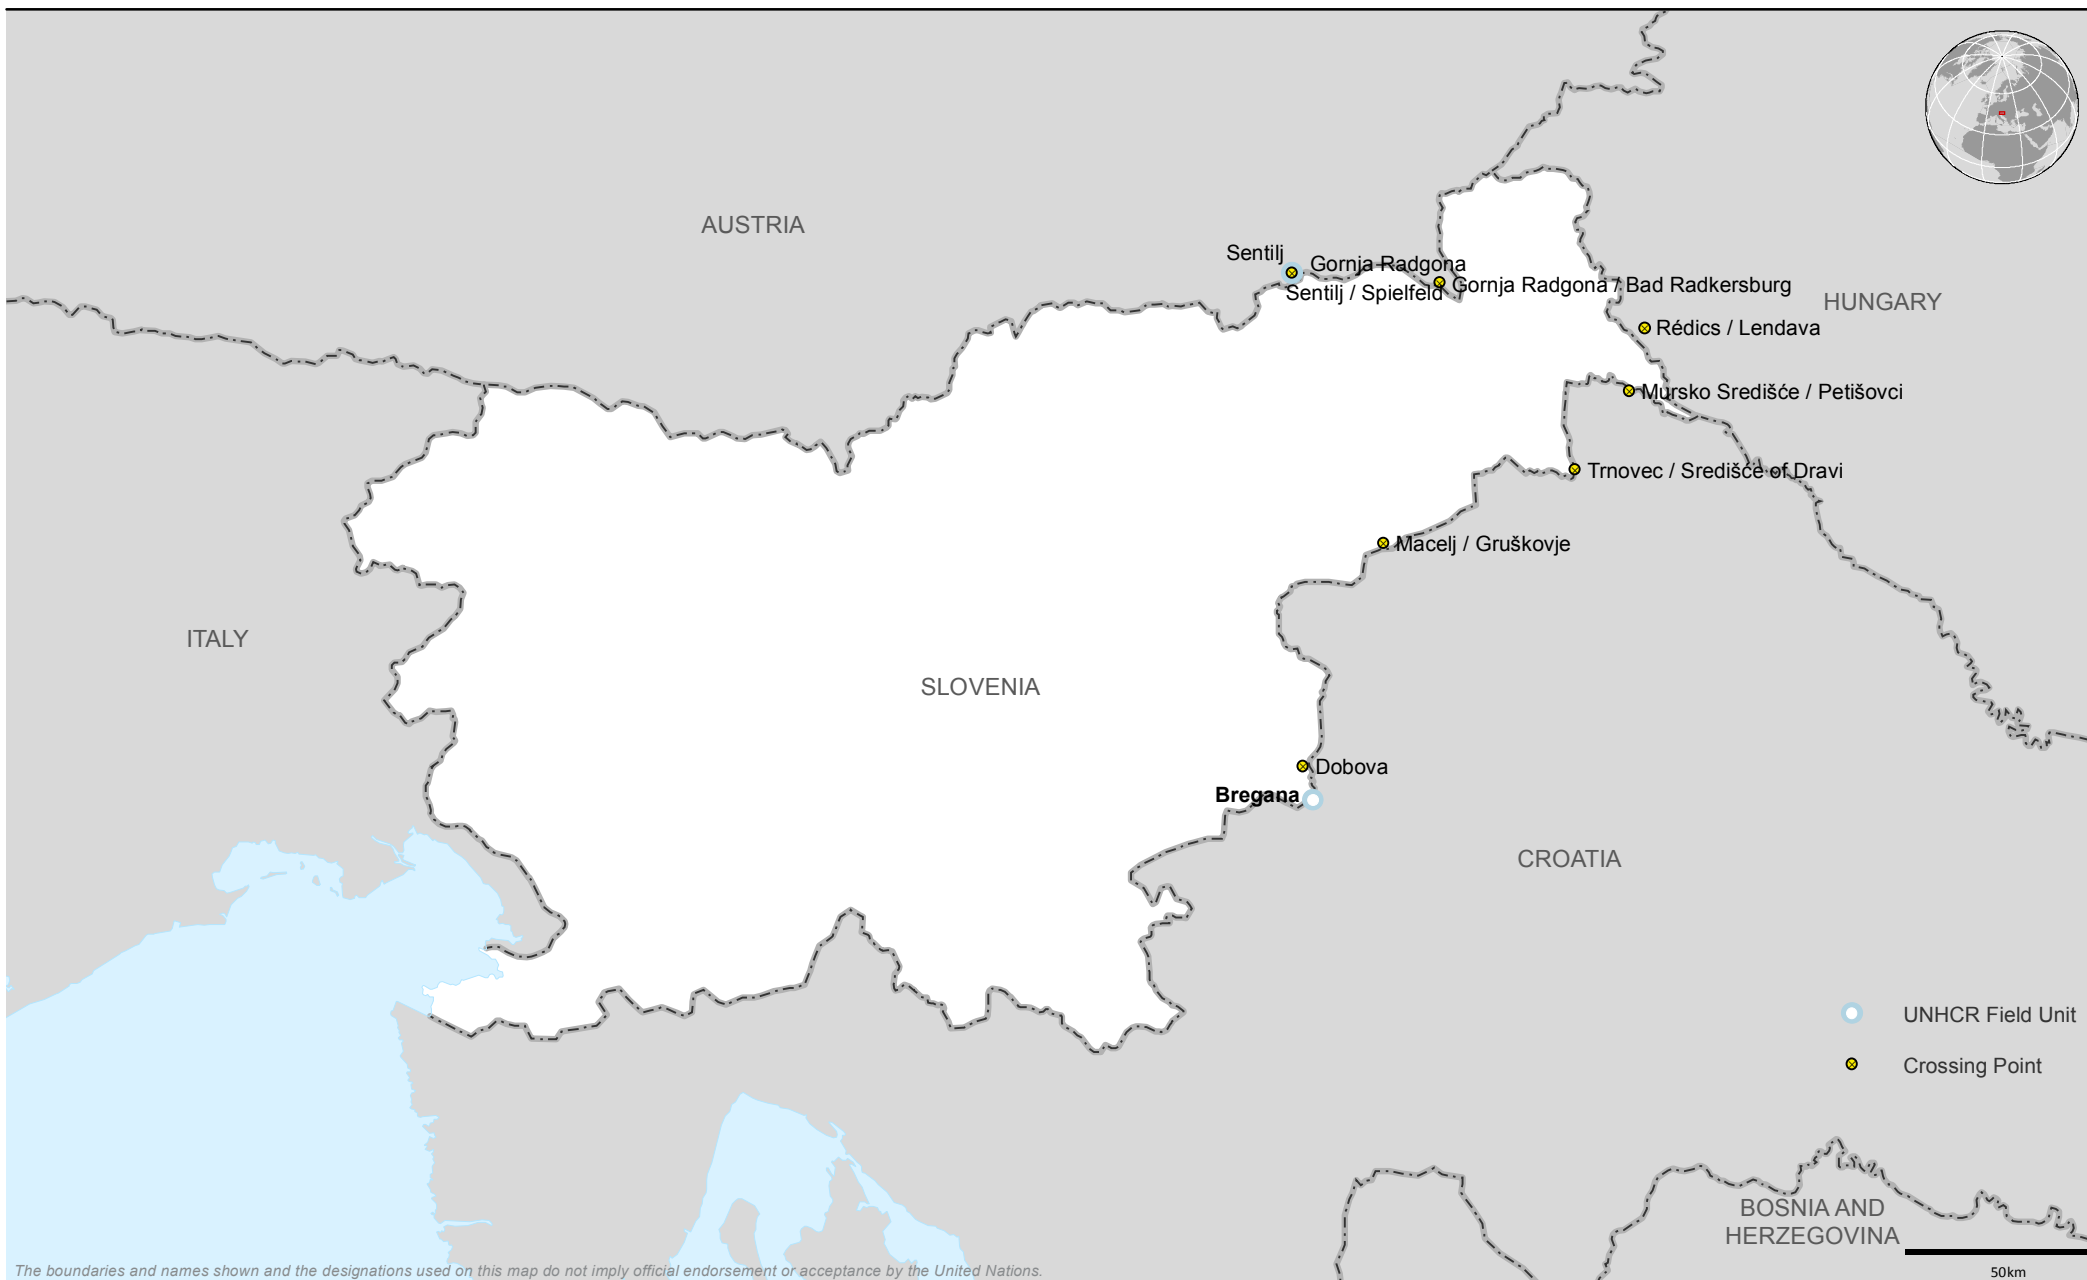 AUSTRIA
Sentilj
Gornja Radgona
Sentilj / Spielfeld
Gornja Radgona / Bad Radkersburg
HUNGARY
Rédics / Lendava
Mursko Središće / Petišovci
Trnovec / Središće of Dravi
Macelj / Gruškovje
ITALY
SLOVENIA
Dobova
Bregana
CROATIA
UNHCR Field Unit
Crossing Point
BOSNIA AND
HERZEGOVINA
The boundaries and names shown and the designations used on this map do not imply official endorsement or acceptance by the United Nations.
50km